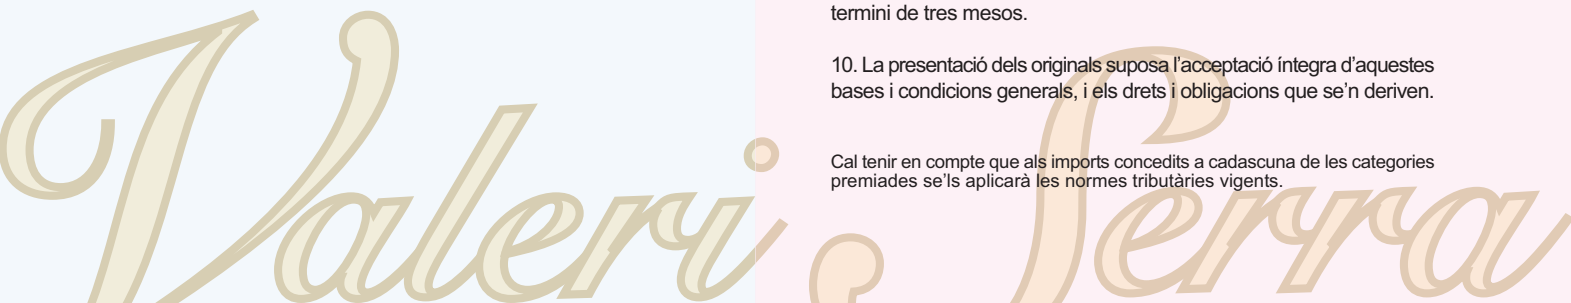 termini de tres mesos.
10. La presentació dels originals suposa l’acceptació íntegra d’aquestes
bases i condicions generals, i els drets i obligacions que se’n deriven.
Cal tenir en compte que als imports concedits a cadascuna de les categories
premiades se’ls aplicarà les normes tributàries vigents.
Valeri Serra